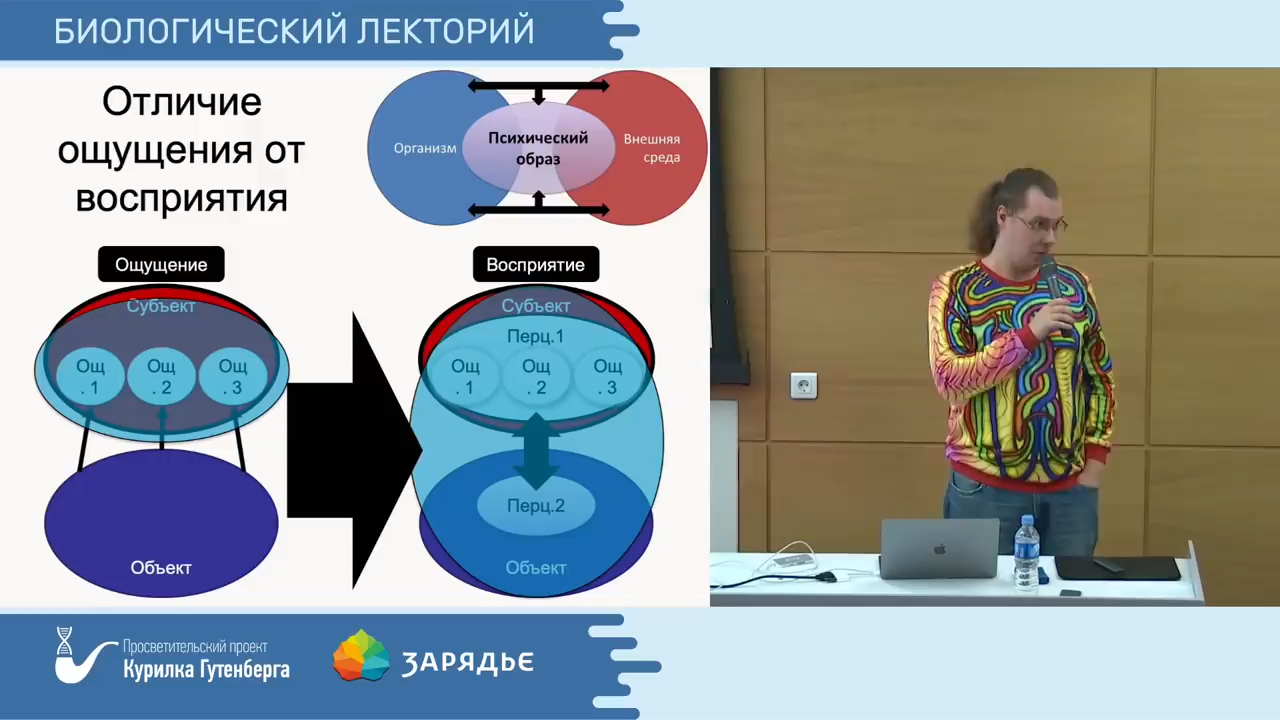 БИОЛОГИЧЕСКИЙ ЛЕКТОРИЙ
Отличие
ощущения от
восприятия
Организм
Психический
образ
Внешняя
среда
Ощущение
Субъект
Ощ
. 1
Ощ
. 2
Ощ
. 3
Объект
Восприятие
Субъект
Перц.1
Ощ
. 1
Ощ
. 2
Ощ
. 3
Перц.2
Объект
Просветительский проект
Курилка Гутенберга
ЗАРЯДЬЕ